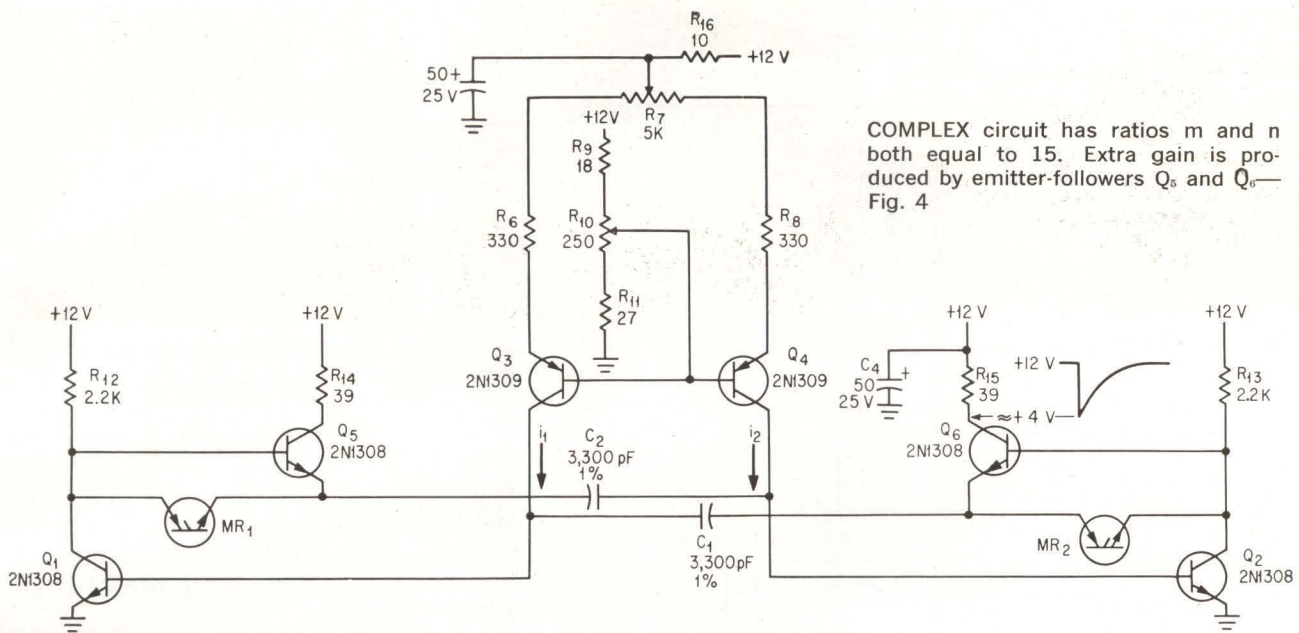 R16
10
+12 V
50+
25 V
R7
5K
+12V
R9
18
COMPLEX circuit has ratios m and n
both equal to 15. Extra gain is pro-
duced by emitter-followers Q5 and Q6—
Fig. 4
R6
330
R10
250
R8
330
R11
27
+12 V
+12 V
+12 V
+12 V
Q3
2N1309
Q4
2N1309
C4
50
25 V
+
R15
39
+12 V
≈+ 4 V
R13
2.2K
R12
2.2K
R14
39
Q5
2N1308
i1
C2
3,300 pF
1%
i2
Q6
2N1308
MR1
C1
3,300pF
1%
MR2
Q1
2N1308
Q2
2N1308